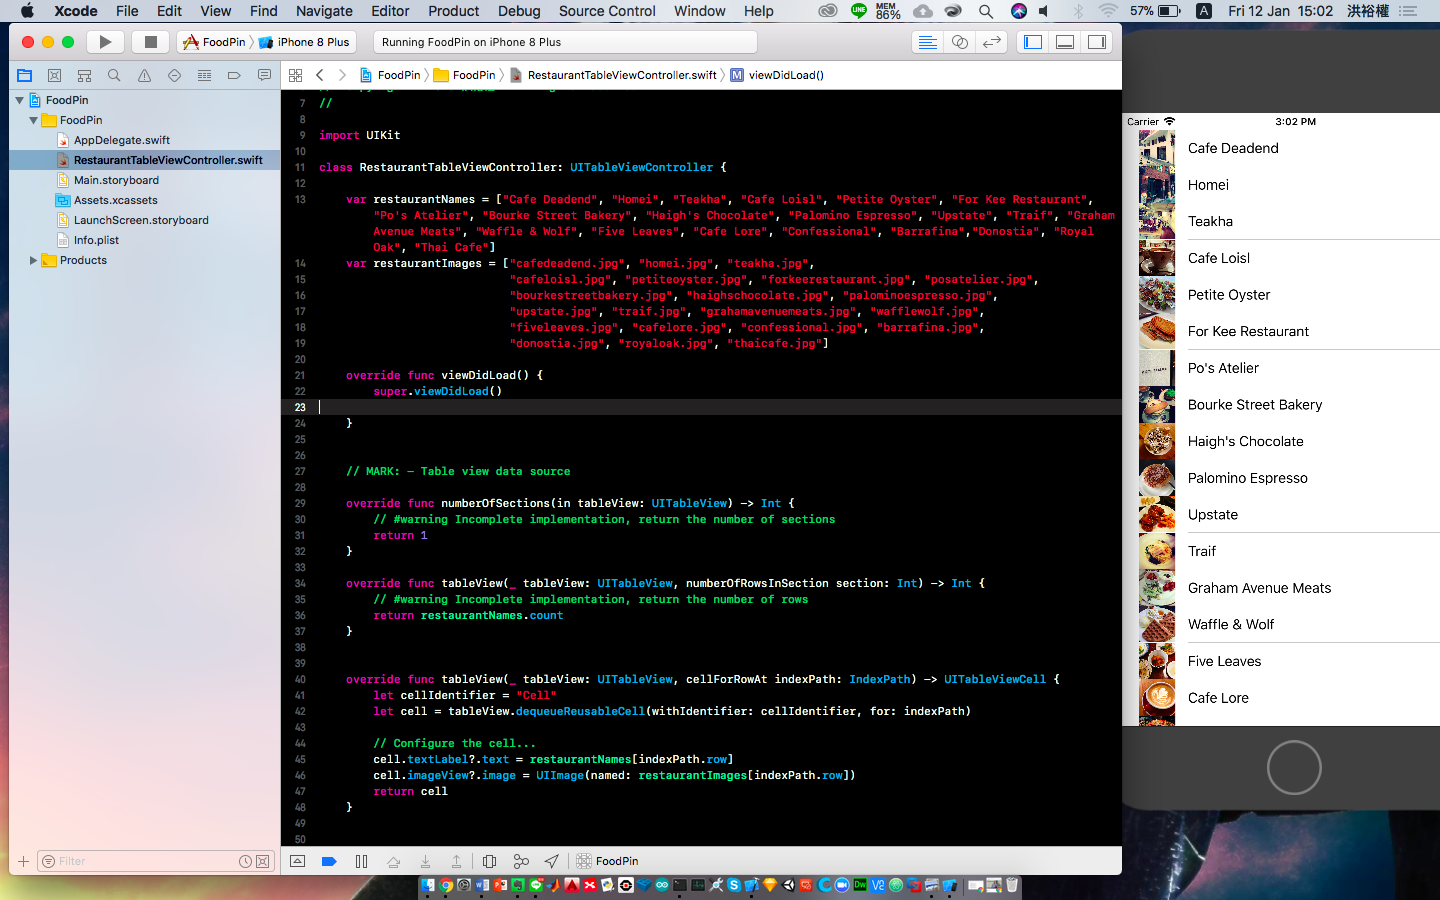 Xcode File Edit View Find Navigate Editor Product Debug Source Control Window Help LINE MEM 86% 57% A Fri 12 Jan 15:02 洪裕權
FoodPin iPhone 8 Plus Running FoodPin on iPhone 8 Plus
FoodPin FoodPin RestaurantTableViewController.swift M viewDidLoad()
FoodPin
FoodPin
AppDelegate.swift
RestaurantTableViewController.swift
Main.storyboard
Assets.xcassets
LaunchScreen.storyboard
Info.plist
Products
Filter
7 //
8
9 import UIKit
10
11 class RestaurantTableViewController: UITableViewController {
12
13 var restaurantNames = ["Cafe Deadend", "Homei", "Teakha", "Cafe Loisl", "Petite Oyster", "For Kee Restaurant",
"Po's Atelier", "Bourke Street Bakery", "Haigh's Chocolate", "Palomino Espresso", "Upstate", "Traif", "Graham
Avenue Meats", "Waffle & Wolf", "Five Leaves", "Cafe Lore", "Confessional", "Barrafina","Donostia", "Royal
Oak", "Thai Cafe"]
14 var restaurantImages = ["cafedeadend.jpg", "homei.jpg", "teakha.jpg",
15 "cafeloisl.jpg", "petiteoyster.jpg", "forkeerestaurant.jpg", "posatelier.jpg",
16 "bourkestreetbakery.jpg", "haighschocolate.jpg", "palominoespresso.jpg",
17 "upstate.jpg", "traif.jpg", "grahamavenuemeats.jpg", "wafflewolf.jpg",
18 "fiveleaves.jpg", "cafelore.jpg", "confessional.jpg", "barrafina.jpg",
19 "donostia.jpg", "royaloak.jpg", "thaicafe.jpg"]
20
21 override func viewDidLoad() {
22 super.viewDidLoad()
23
24 }
25
26
27 // MARK: - Table view data source
28
29 override func numberOfSections(in tableView: UITableView) -> Int {
30 // #warning Incomplete implementation, return the number of sections
31 return 1
32 }
33
34 override func tableView(_ tableView: UITableView, numberOfRowsInSection section: Int) -> Int {
35 // #warning Incomplete implementation, return the number of rows
36 return restaurantNames.count
37 }
38
39
40 override func tableView(_ tableView: UITableView, cellForRowAt indexPath: IndexPath) -> UITableViewCell {
41 let cellIdentifier = "Cell"
42 let cell = tableView.dequeueReusableCell(withIdentifier: cellIdentifier, for: indexPath)
43
44 // Configure the cell...
45 cell.textLabel?.text = restaurantNames[indexPath.row]
46 cell.imageView?.image = UIImage(named: restaurantImages[indexPath.row])
47 return cell
48 }
49
50
FoodPin
Carrier 3:02 PM
Cafe Deadend
Homei
Teakha
Cafe Loisl
Petite Oyster
For Kee Restaurant
Po's Atelier
Bourke Street Bakery
Haigh's Chocolate
Palomino Espresso
Upstate
Traif
Graham Avenue Meats
Waffle & Wolf
Five Leaves
Cafe Lore